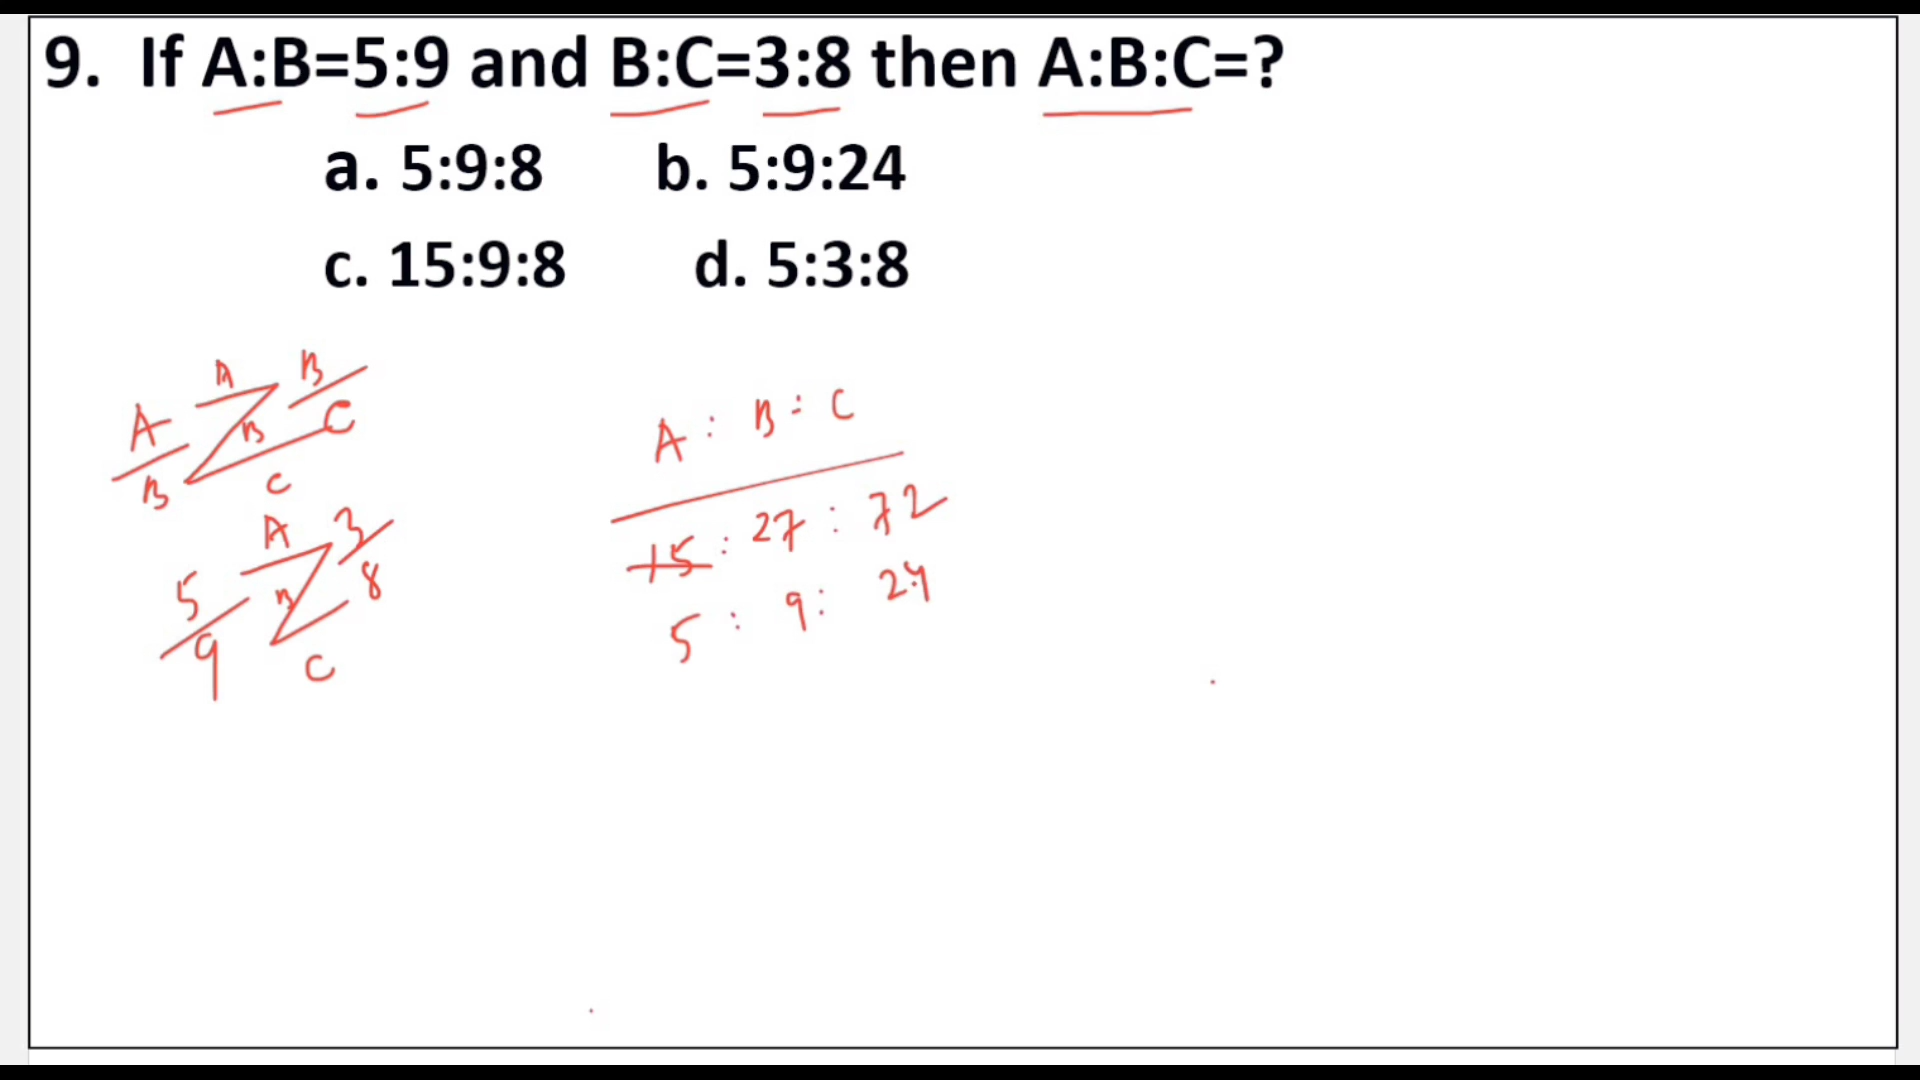 9. If A:B=5:9 and B:C=3:8 then A:B:C=?
a. 5:9:8 b. 5:9:24
c. 15:9:8 d. 5:3:8
A B
A B C
B C
A : B : C
A 3
5 B 8
9 C
15 : 27 : 72
5 : 9 : 24